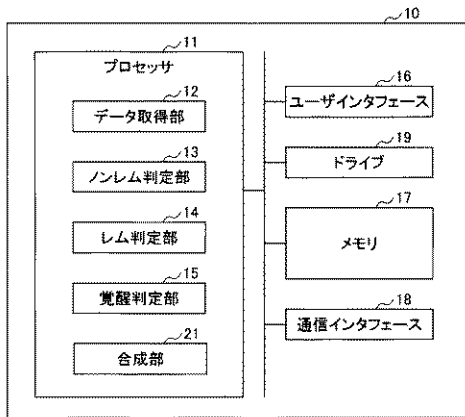 10
11
プロセッサ
12
データ取得部
13
ノンレム判定部
14
レム判定部
15
覚醒判定部
21
合成部
16
ユーザインタフェース
19
ドライブ
17
メモリ
18
通信インタフェース